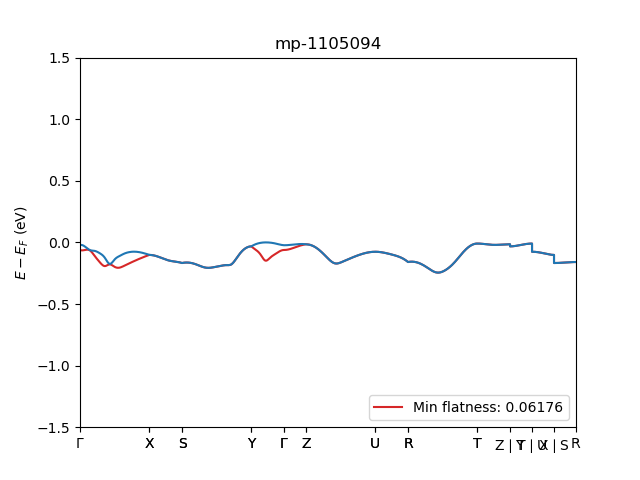 mp-1105094
E − E_F (eV)
1.5
1.0
0.5
0.0
−0.5
−1.0
−1.5
Min flatness: 0.06176
Γ X S Y Γ Z U R T Z|Y T|U X|S R